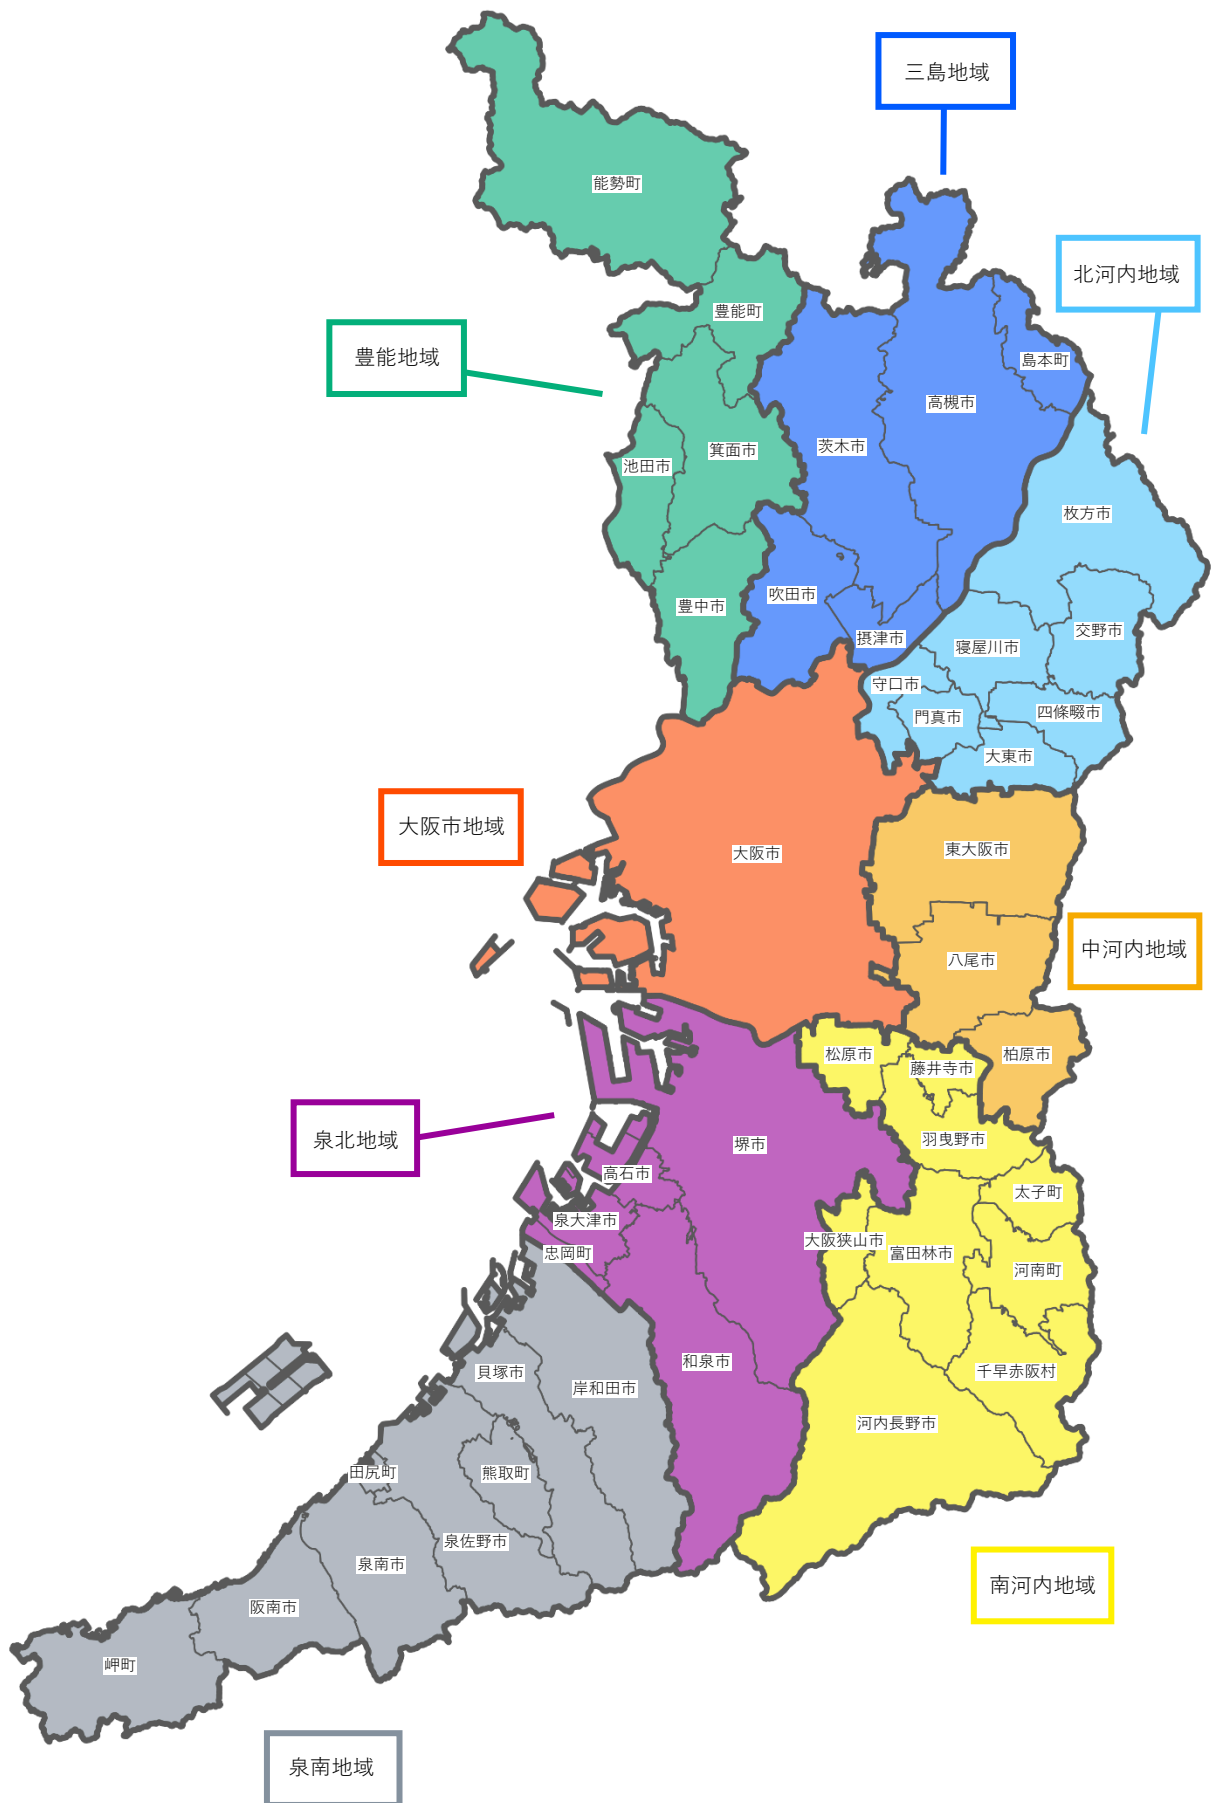 三島地域
能勢町
北河内地域
豊能町
豊能地域
島本町
高槻市
茨木市
箕面市
池田市
枚方市
吹田市
豊中市
交野市
摂津市
寝屋川市
守口市
四條畷市
門真市
大東市
大阪市地域
東大阪市
大阪市
中河内地域
八尾市
松原市
柏原市
藤井寺市
泉北地域
羽曳野市
堺市
高石市
太子町
泉大津市
大阪狭山市
忠岡町
富田林市
河南町
和泉市
貝塚市
千早赤阪村
岸和田市
河内長野市
田尻町
熊取町
泉佐野市
泉南市
南河内地域
阪南市
岬町
泉南地域